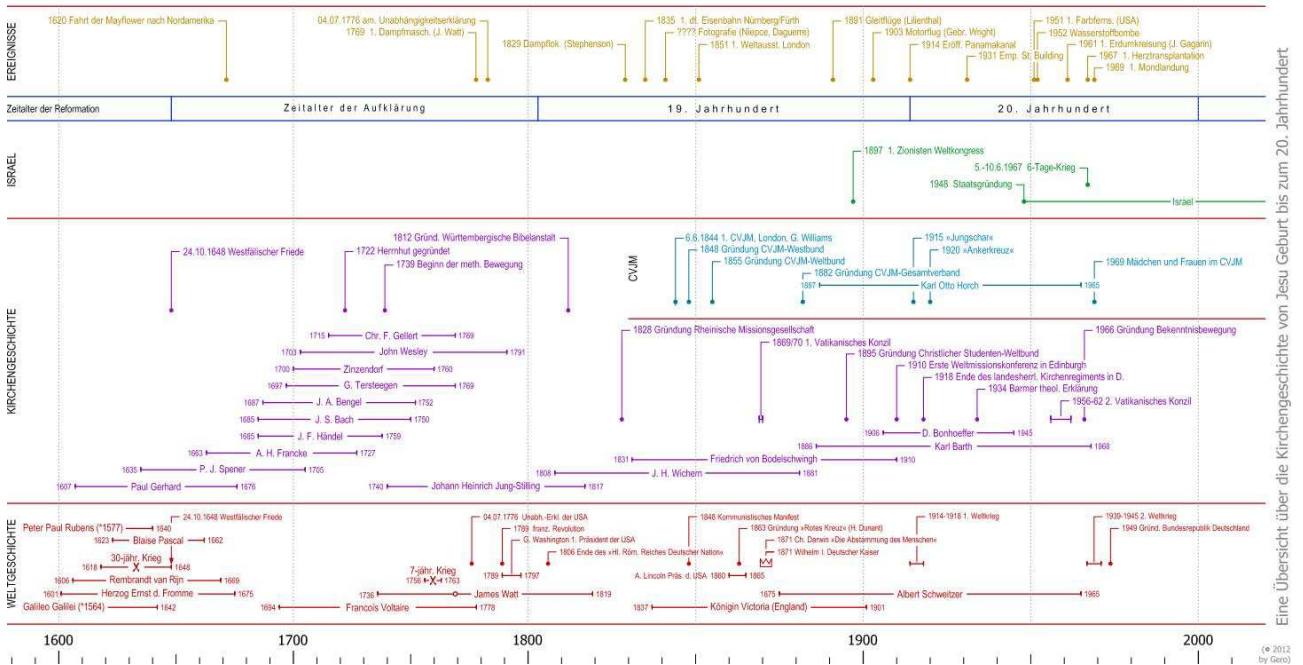 EREIGNISSE
1620 Fahrt der Mayflower nach Nordamerika
04.07.1776 am. Unabhängigkeitserklärung
1769 1. Dampfmasch. (J. Watt)
1829 Dampflok. (Stephenson)
1835 1. dt. Eisenbahn Nürnberg/Fürth
???? Fotografie (Niepce, Daguerre)
1851 1. Weltausst. London
1891 Gleitflüge (Lilienthal)
1903 Motorflug (Gebr. Wright)
1914 Eröff. Panamakanal
1931 Emp. St. Building
1951 1. Farbferns. (USA)
1952 Wasserstoffbombe
1961 1. Erdumkreisung (J. Gagarin)
1967 1. Herztransplantation
1969 1. Mondlandung
Zeitalter der Reformation
Zeitalter der Aufklärung
19. Jahrhundert
20. Jahrhundert
ISRAEL
1897 1. Zionisten Weltkongress
5.-10.6.1967 6-Tage-Krieg
1948 Staatsgründung
Israel
KIRCHENGESCHICHTE
24.10.1648 Westfälischer Friede
1812 Gründ. Württembergische Bibelanstalt
1722 Herrnhut gegründet
1739 Beginn der meth. Bewegung
CVJM
6.6.1844 1. CVJM, London, G. Williams
1848 Gründung CVJM-Westbund
1855 Gründung CVJM-Weltbund
1882 Gründung CVJM-Gesamtverband
1915 »Jungschar«
1920 »Ankerkreuz«
1969 Mädchen und Frauen im CVJM
1887 Karl Otto Horch 1965
1715 Chr. F. Gellert 1769
1703 John Wesley 1791
1700 Zinzendorf 1760
1697 G. Tersteegen 1769
1687 J. A. Bengel 1752
1685 J. S. Bach 1750
1685 J. F. Händel 1759
1663 A. H. Francke 1727
1635 P. J. Spener 1705
1607 Paul Gerhard 1676
1740 Johann Heinrich Jung-Stilling 1817
1828 Gründung Rheinische Missionsgesellschaft
1869/70 1. Vatikanisches Konzil
1895 Gründung Christlicher Studenten-Weltbund
1910 Erste Weltmissionskonferenz in Edinburgh
1918 Ende des landesherrl. Kirchenregiments in D.
1934 Barmer theol. Erklärung
1956-62 2. Vatikanisches Konzil
1966 Gründung Bekenntnisbewegung
1906 D. Bonhoeffer 1945
1886 Karl Barth 1968
1831 Friedrich von Bodelschwingh 1910
1808 J. H. Wichern 1881
WELTGESCHICHTE
24.10.1648 Westfälischer Friede
Peter Paul Rubens (*1577) 1640
1623 Blaise Pascal 1662
30-jähr. Krieg
1618 1648
1606 Rembrandt van Rijn 1669
1601 Herzog Ernst d. Fromme 1675
Galileo Galilei (*1564) 1642
04.07.1776 Unabh.-Erkl. der USA
1789 franz. Revolution
G. Washington 1. Präsident der USA
1806 Ende des »Hl. Röm. Reiches Deutscher Nation«
7-jähr. Krieg
1756 1763
1789 1797
1736 James Watt 1819
1694 Francois Voltaire 1778
1848 Kommunistisches Manifest
1863 Gründung »Rotes Kreuz« (H. Dunant)
1871 Ch. Darwin »Die Abstammung des Menschen«
1871 Wilhelm I. Deutscher Kaiser
A. Lincoln Präs. d. USA 1860 1865
1837 Königin Victoria (England) 1901
1914-1918 1. Weltkrieg
1939-1945 2. Weltkrieg
1949 Gründ. Bundesrepublik Deutschland
1875 Albert Schweitzer 1965
1600 1700 1800 1900 2000
Eine Übersicht über die Kirchengeschichte von Jesu Geburt bis zum 20. Jahrhundert
(© 2012
by Gero)